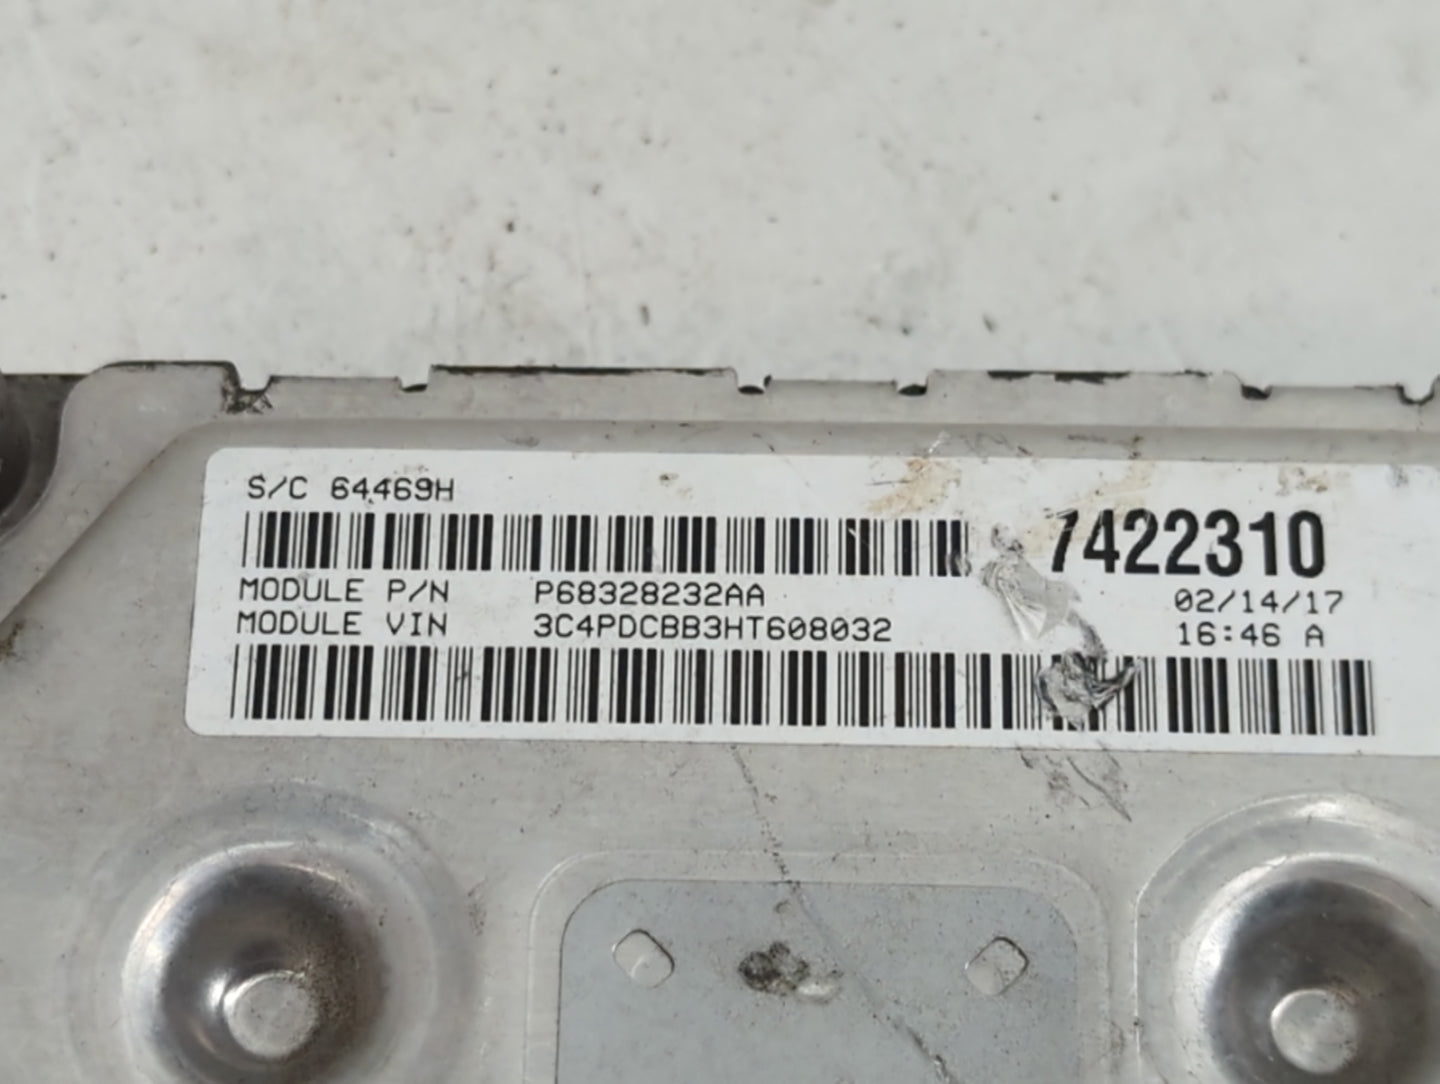 S/C 64469H
7422310
MODULE P/N P68328232AA 02/14/17
MODULE VIN 3C4PDCBB3HT608032 16:46 A